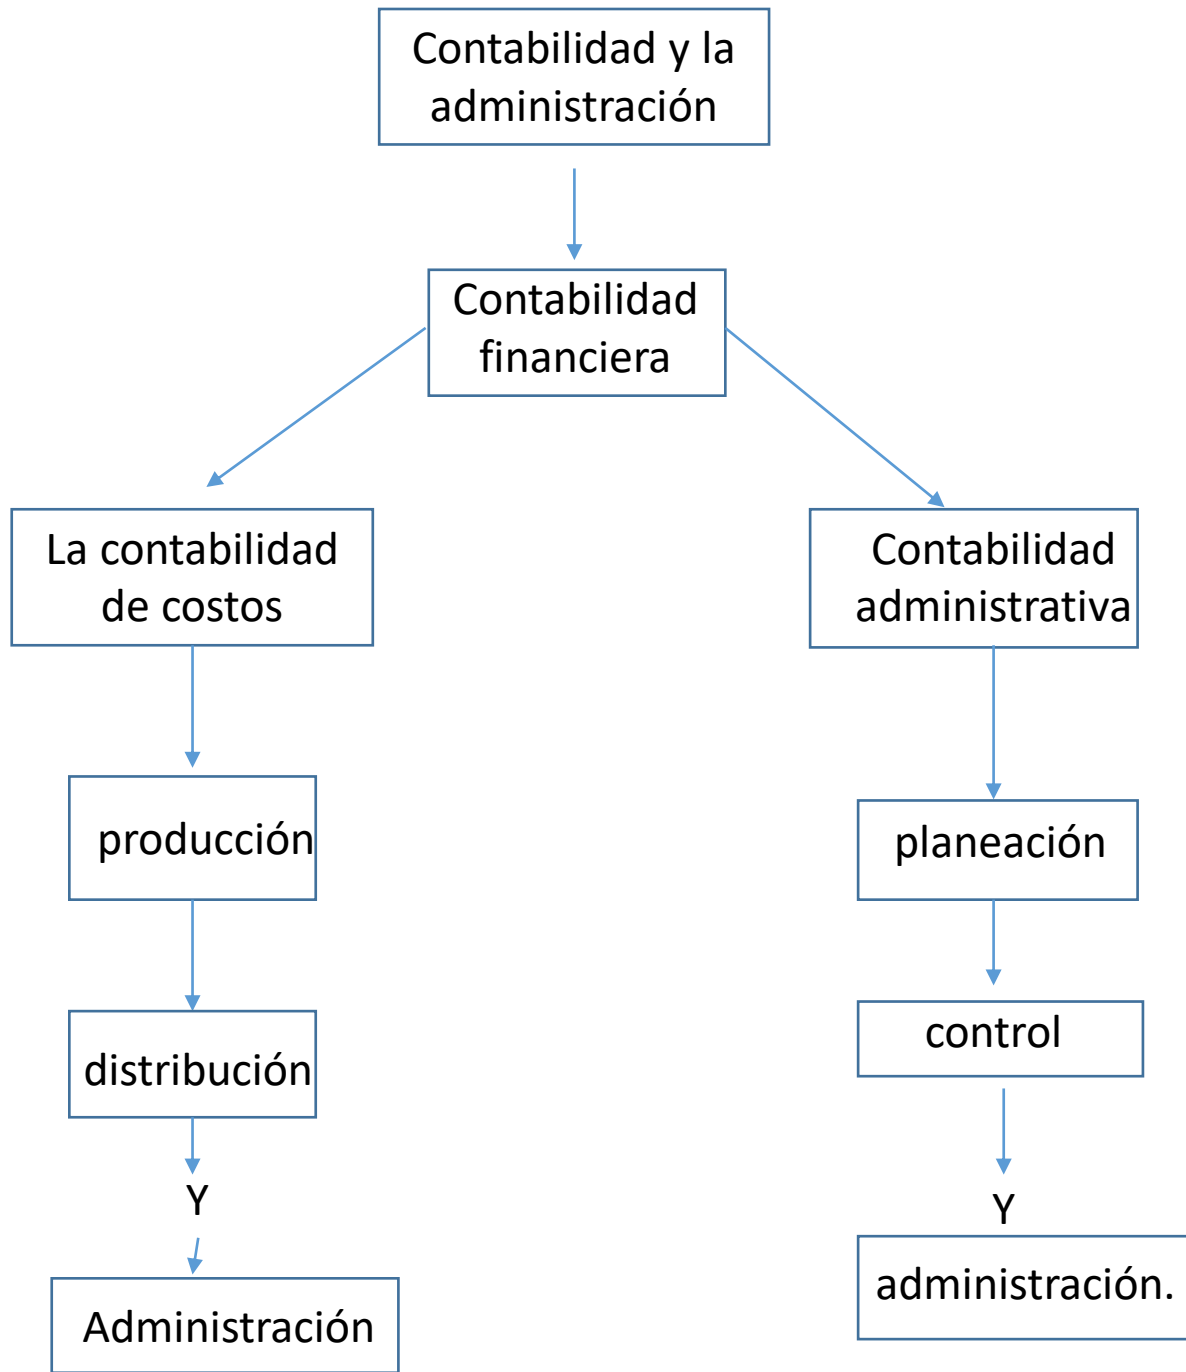 Contabilidad y la
administración
Contabilidad
financiera
La contabilidad
de costos
Contabilidad
administrativa
producción
planeación
distribución
control
Y
Y
Administración
administración.